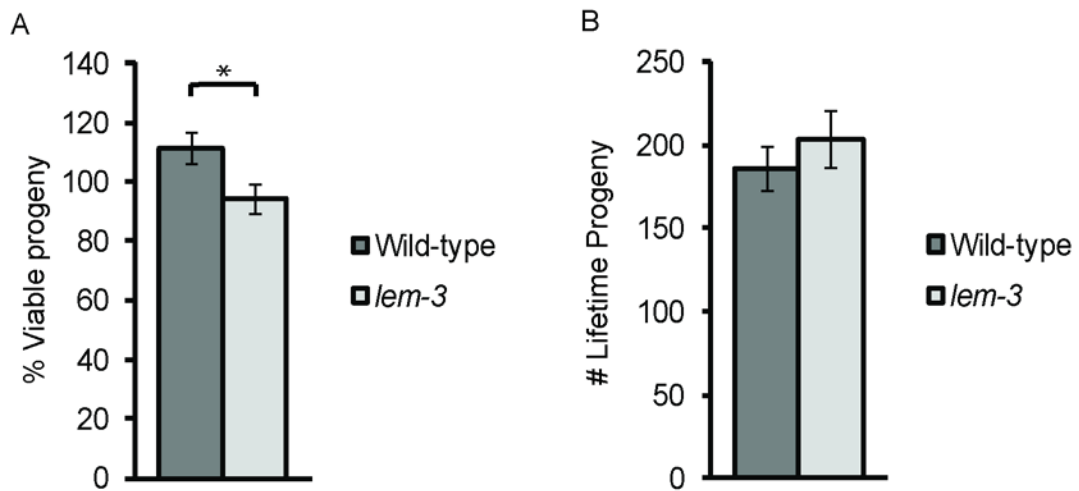 A
140
120
100
80
60
40
20
0
% Viable progeny
*
Wild-type
lem-3
B
250
200
150
100
50
0
# Lifetime Progeny
Wild-type
lem-3